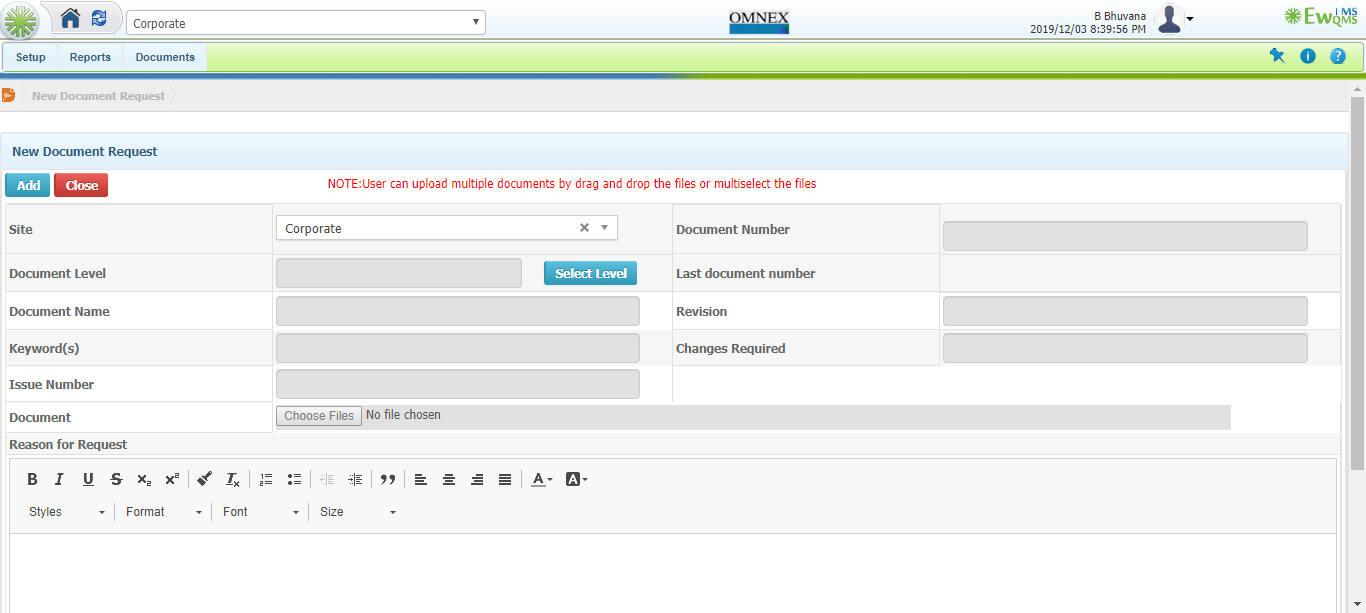 Corporate
OMNEX
B Bhuvana
2019/12/03 8:39:56 PM
EwQMS
iMS
Setup Reports Documents
i ?
New Document Request
New Document Request
Add Close NOTE:User can upload multiple documents by drag and drop the files or multiselect the files
Site Corporate Document Number
Document Level Select Level Last document number
Document Name Revision
Keyword(s) Changes Required
Issue Number
Document Choose Files No file chosen
Reason for Request
B I U S x₂ x² Ix A A
Styles Format Font Size